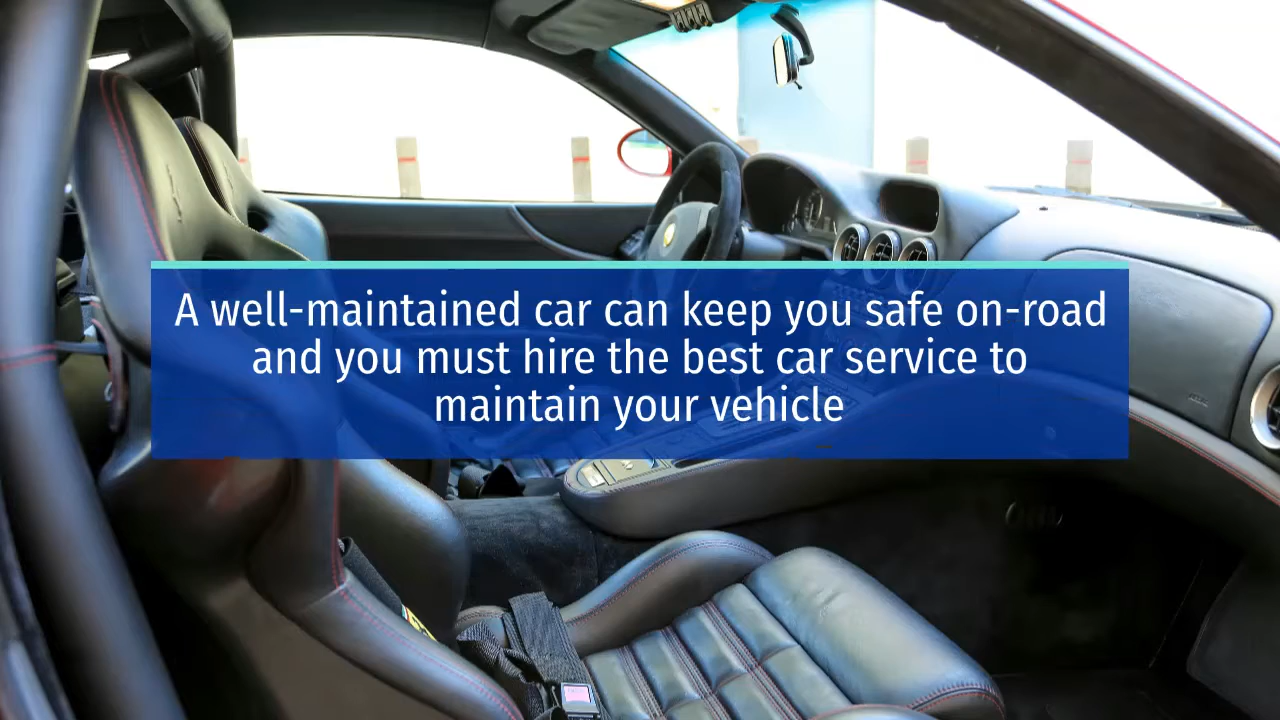 A well-maintained car can keep you safe on-road
and you must hire the best car service to
maintain your vehicle